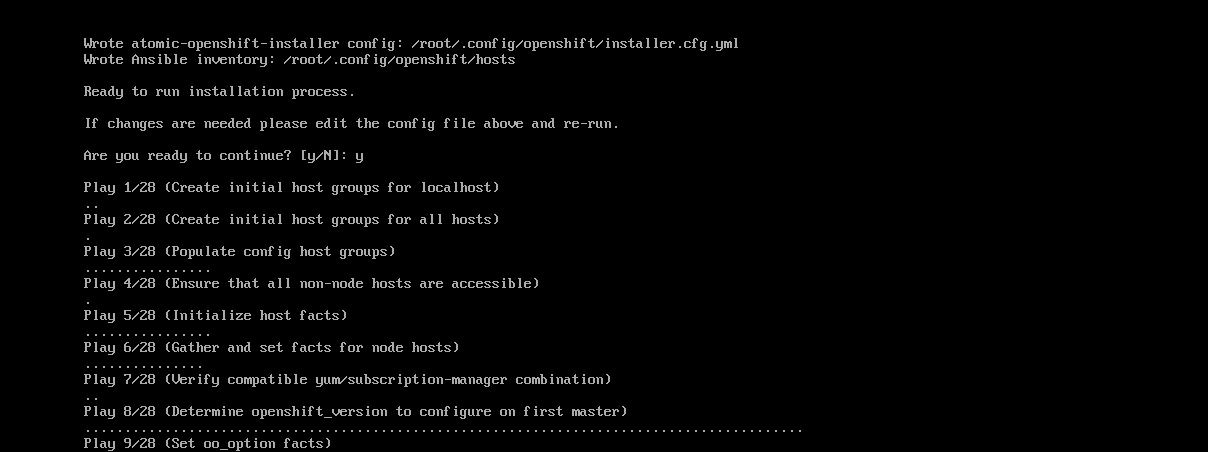 Wrote atomic-openshift-installer config: /root/.config/openshift/installer.cfg.yml
Wrote Ansible inventory: /root/.config/openshift/hosts
Ready to run installation process.
If changes are needed please edit the config file above and re-run.
Are you ready to continue? [y/N]: y
Play 1/28 (Create initial host groups for localhost)
..
Play 2/28 (Create initial host groups for all hosts)
.
Play 3/28 (Populate config host groups)
................
Play 4/28 (Ensure that all non-node hosts are accessible)
.
Play 5/28 (Initialize host facts)
................
Play 6/28 (Gather and set facts for node hosts)
...............
Play 7/28 (Verify compatible yum/subscription-manager combination)
..
Play 8/28 (Determine openshift_version to configure on first master)
..........................................................................................
Play 9/28 (Set oo_option facts)